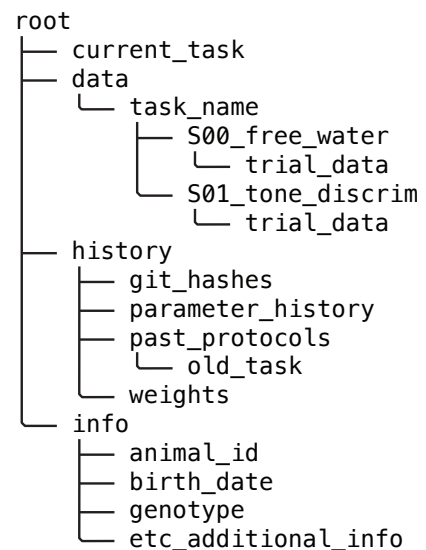 root
current_task
data
task_name
S00_free_water
trial_data
S01_tone_discrim
trial_data
history
git_hashes
parameter_history
past_protocols
old_task
weights
info
animal_id
birth_date
genotype
etc_additional_info